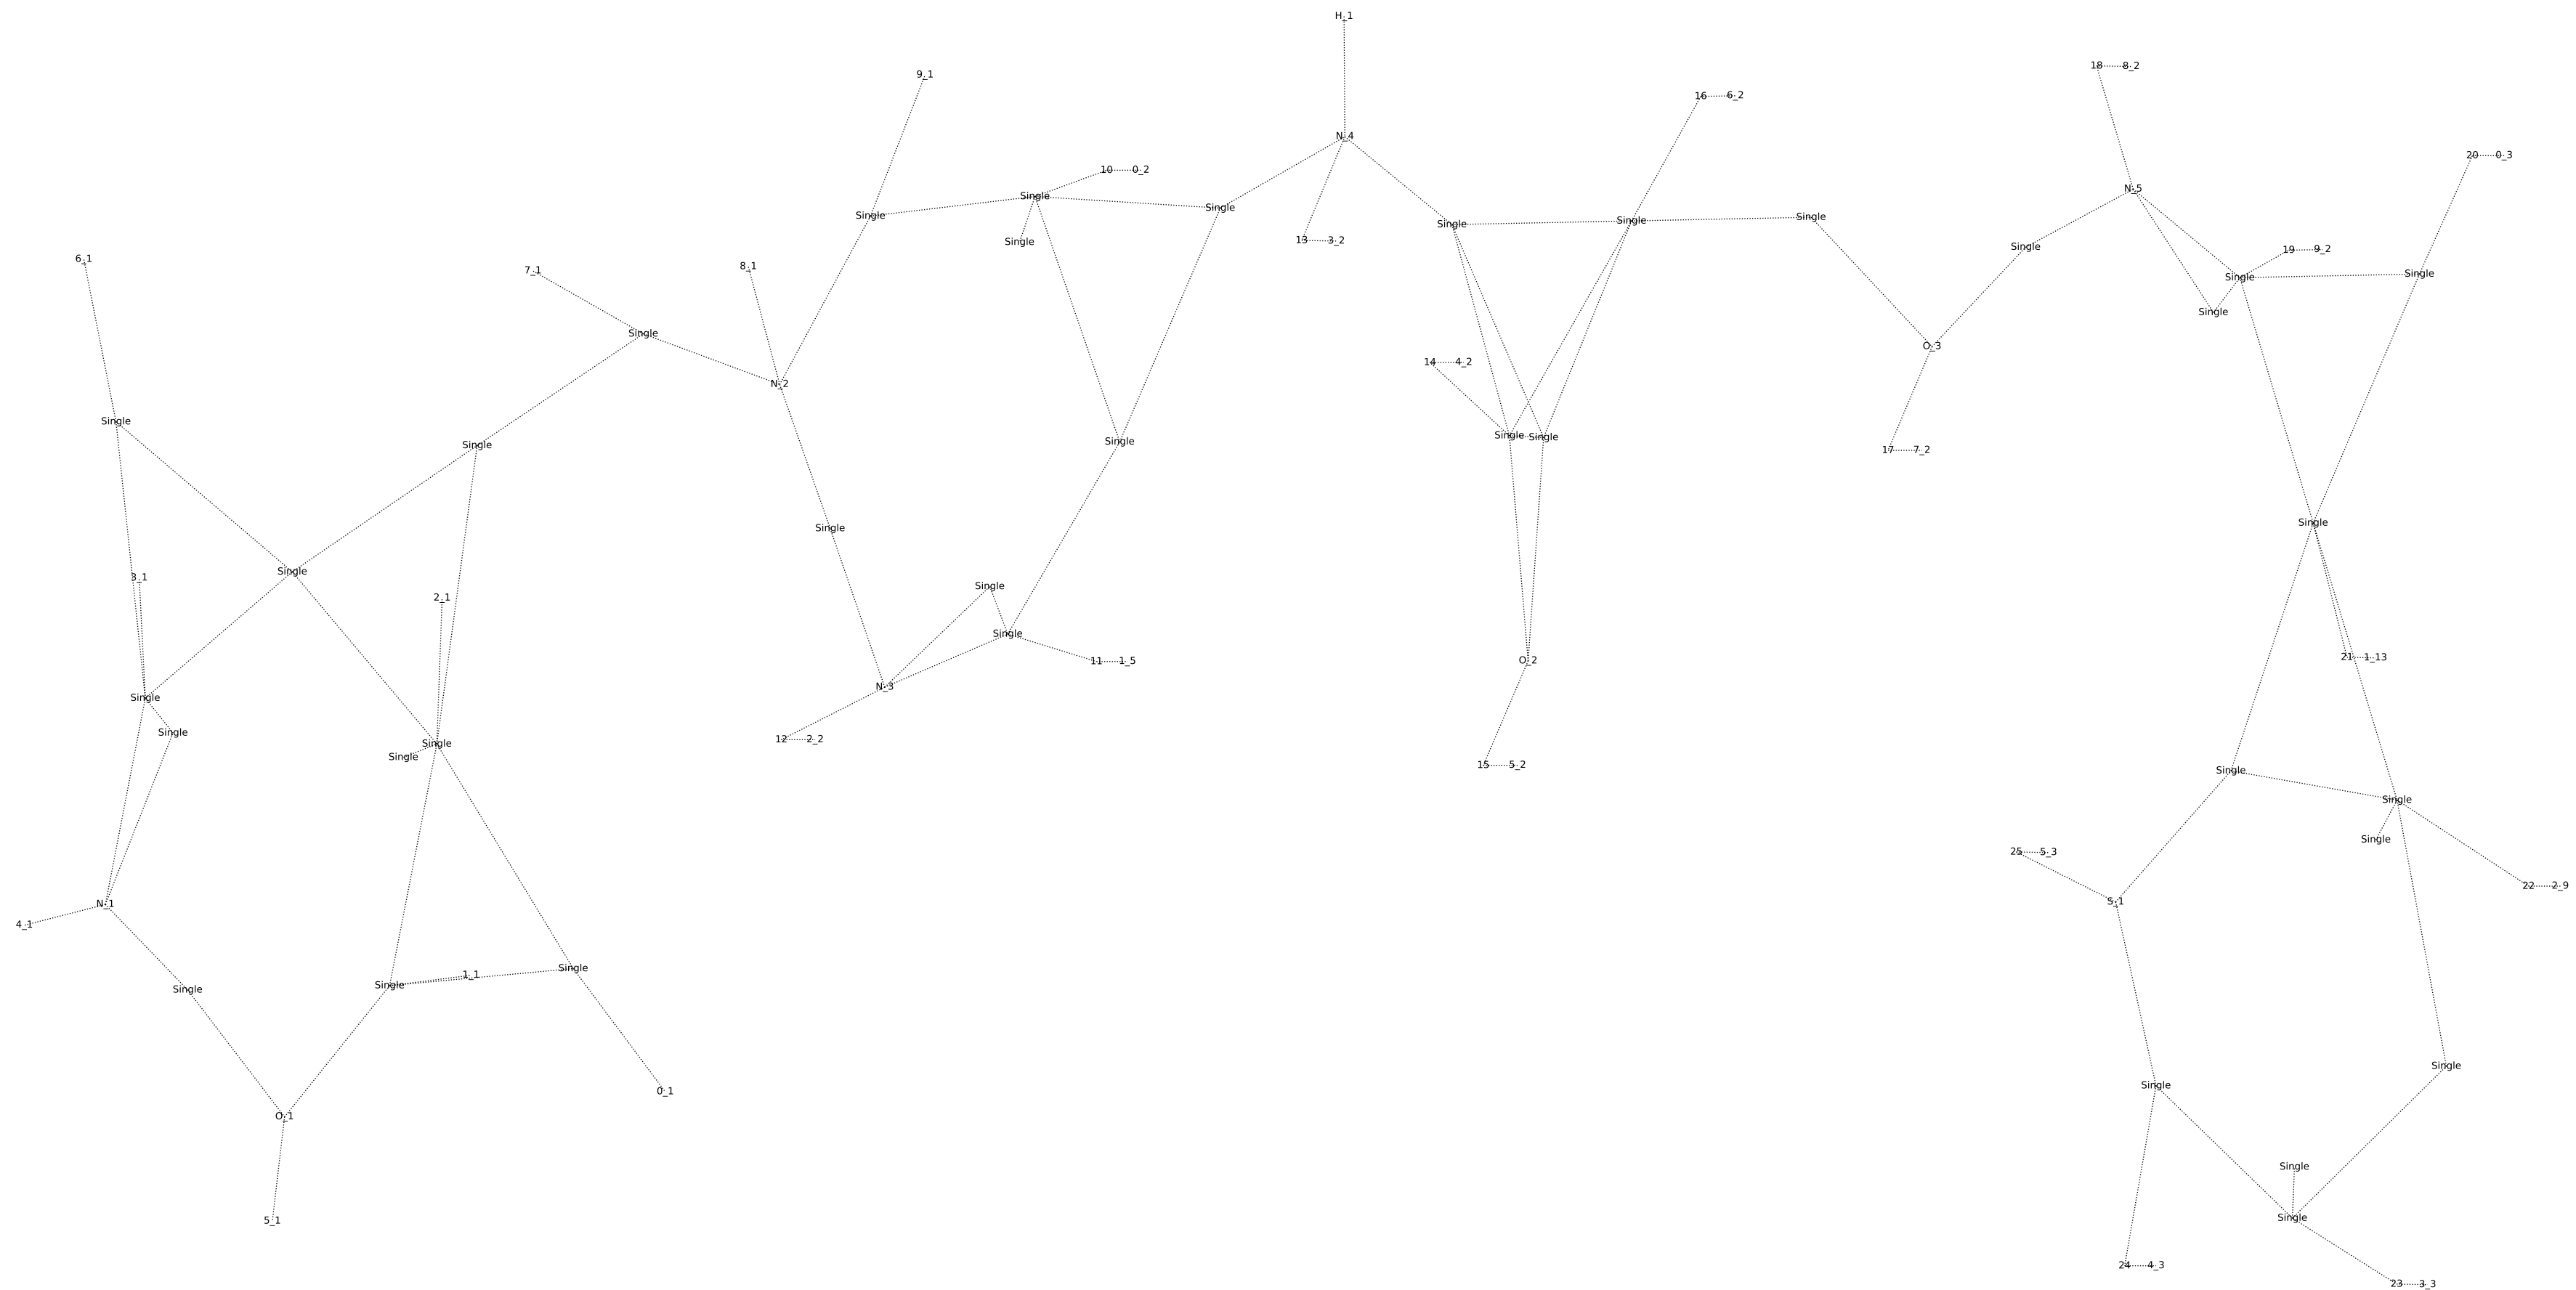 H_1
18 8_2
9_1
16 6_2
N_4
20 0_3
10 0_2
N_5
Single
Single
Single
Single
Single
Single
Single
13 3_2
Single
Single
19 9_2
6_1
8_1
7_1
Single
Single
Single
Single
O_3
14 4_2
N_2
Single
Single
Single
Single
Single
17 7_2
Single
Single
Single
3_1
Single
2_1
Single
O_2
11 1_5
21 1_13
N_3
Single
Single
12 2_2
Single
Single
15 5_2
Single
Single
Single
25 5_3
22 2_9
S_1
N_1
4_1
Single
1_1
Single
Single
Single
Single
0_1
O_1
Single
Single
5_1
24 4_3
23 3_3